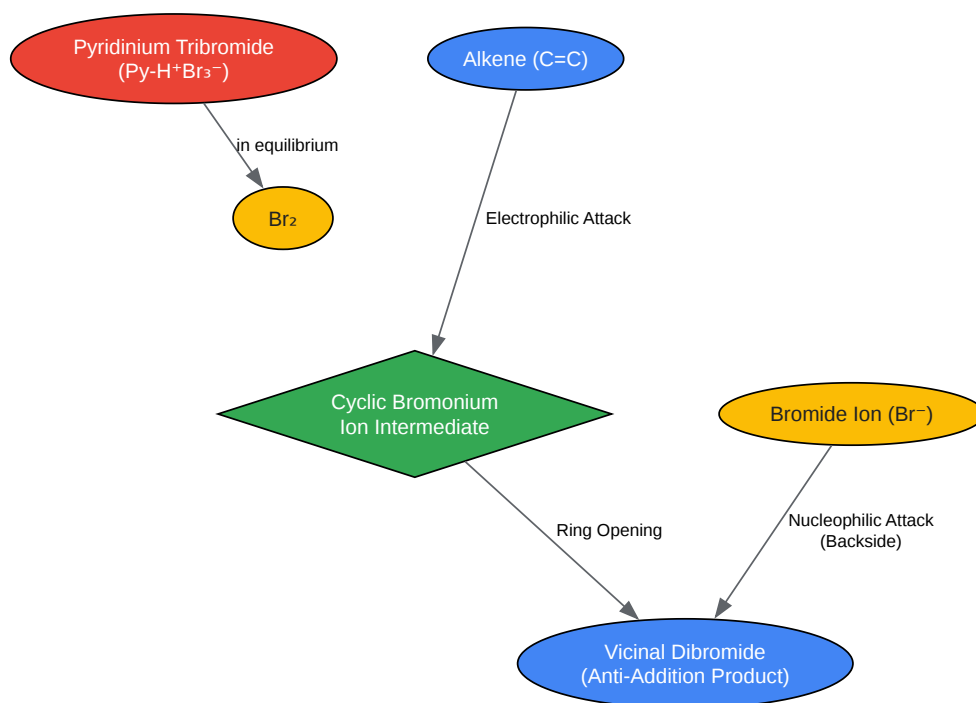 Pyridinium Tribromide
(Py-H⁺Br₃⁻)
Alkene (C=C)
in equilibrium
Br₂
Electrophilic Attack
Cyclic Bromonium
Ion Intermediate
Bromide Ion (Br⁻)
Ring Opening
Nucleophilic Attack
(Backside)
Vicinal Dibromide
(Anti-Addition Product)